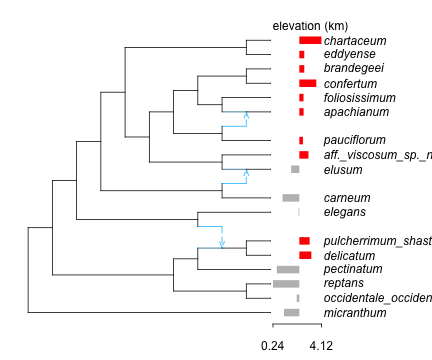 elevation (km)
chartaceum
eddyense
brandegeei
confertum
foliosissimum
apachianum
pauciflorum
aff._viscosum_sp._n
elusum
carneum
elegans
pulcherrimum_shast
delicatum
pectinatum
reptans
occidentale_occiden
micranthum
0.24 4.12